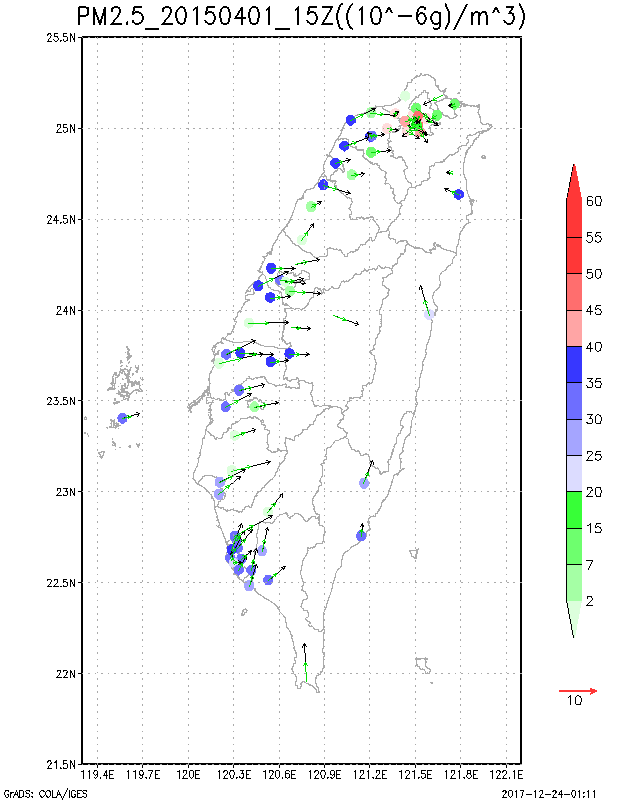 PM2.5_20150401_15Z((10^-6g)/m^3)
25.5N
25N
24.5N
24N
23.5N
23N
22.5N
22N
21.5N
119.4E 119.7E 120E 120.3E 120.6E 120.9E 121.2E 121.5E 121.8E 122.1E
60
55
50
45
40
35
30
25
20
15
7
2
10
GrADS: COLA/IGES
2017-12-24-01:11